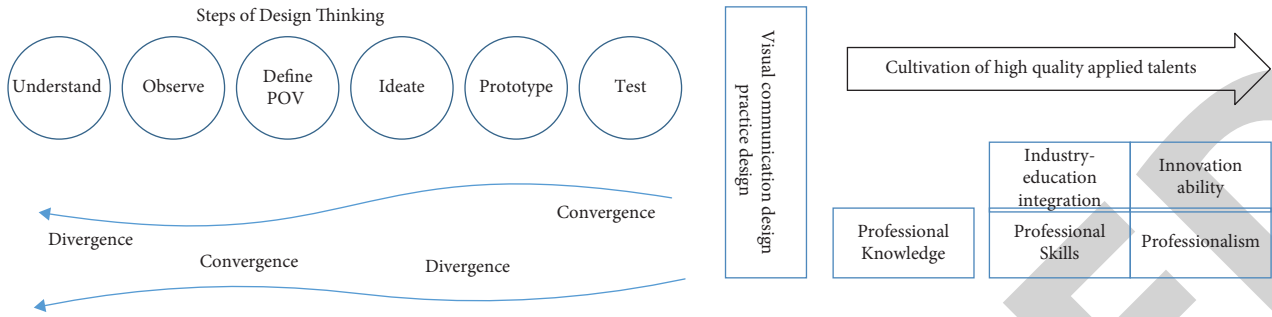 Steps of Design Thinking
Understand
Observe
Define
POV
Ideate
Prototype
Test
Divergence
Convergence
Divergence
Convergence
Visual communication design
practice design
Cultivation of high quality applied talents
Industry-
education
integration
Innovation
ability
Professional
Knowledge
Professional
Skills
Professionalism